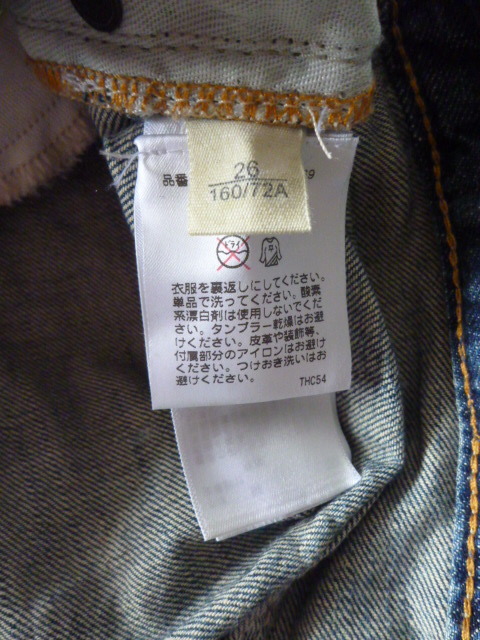 26
160/72A
品番
9
ドライ
衣服を裏返しにしてください。
単品で洗ってください。酸素
系漂白剤は使用しないでくだ
さい。タンブラー乾燥はお避
けください。皮革や装飾等、
付属部分のアイロンはお避け
ください。つけおき洗いはお
避けください。
THC54